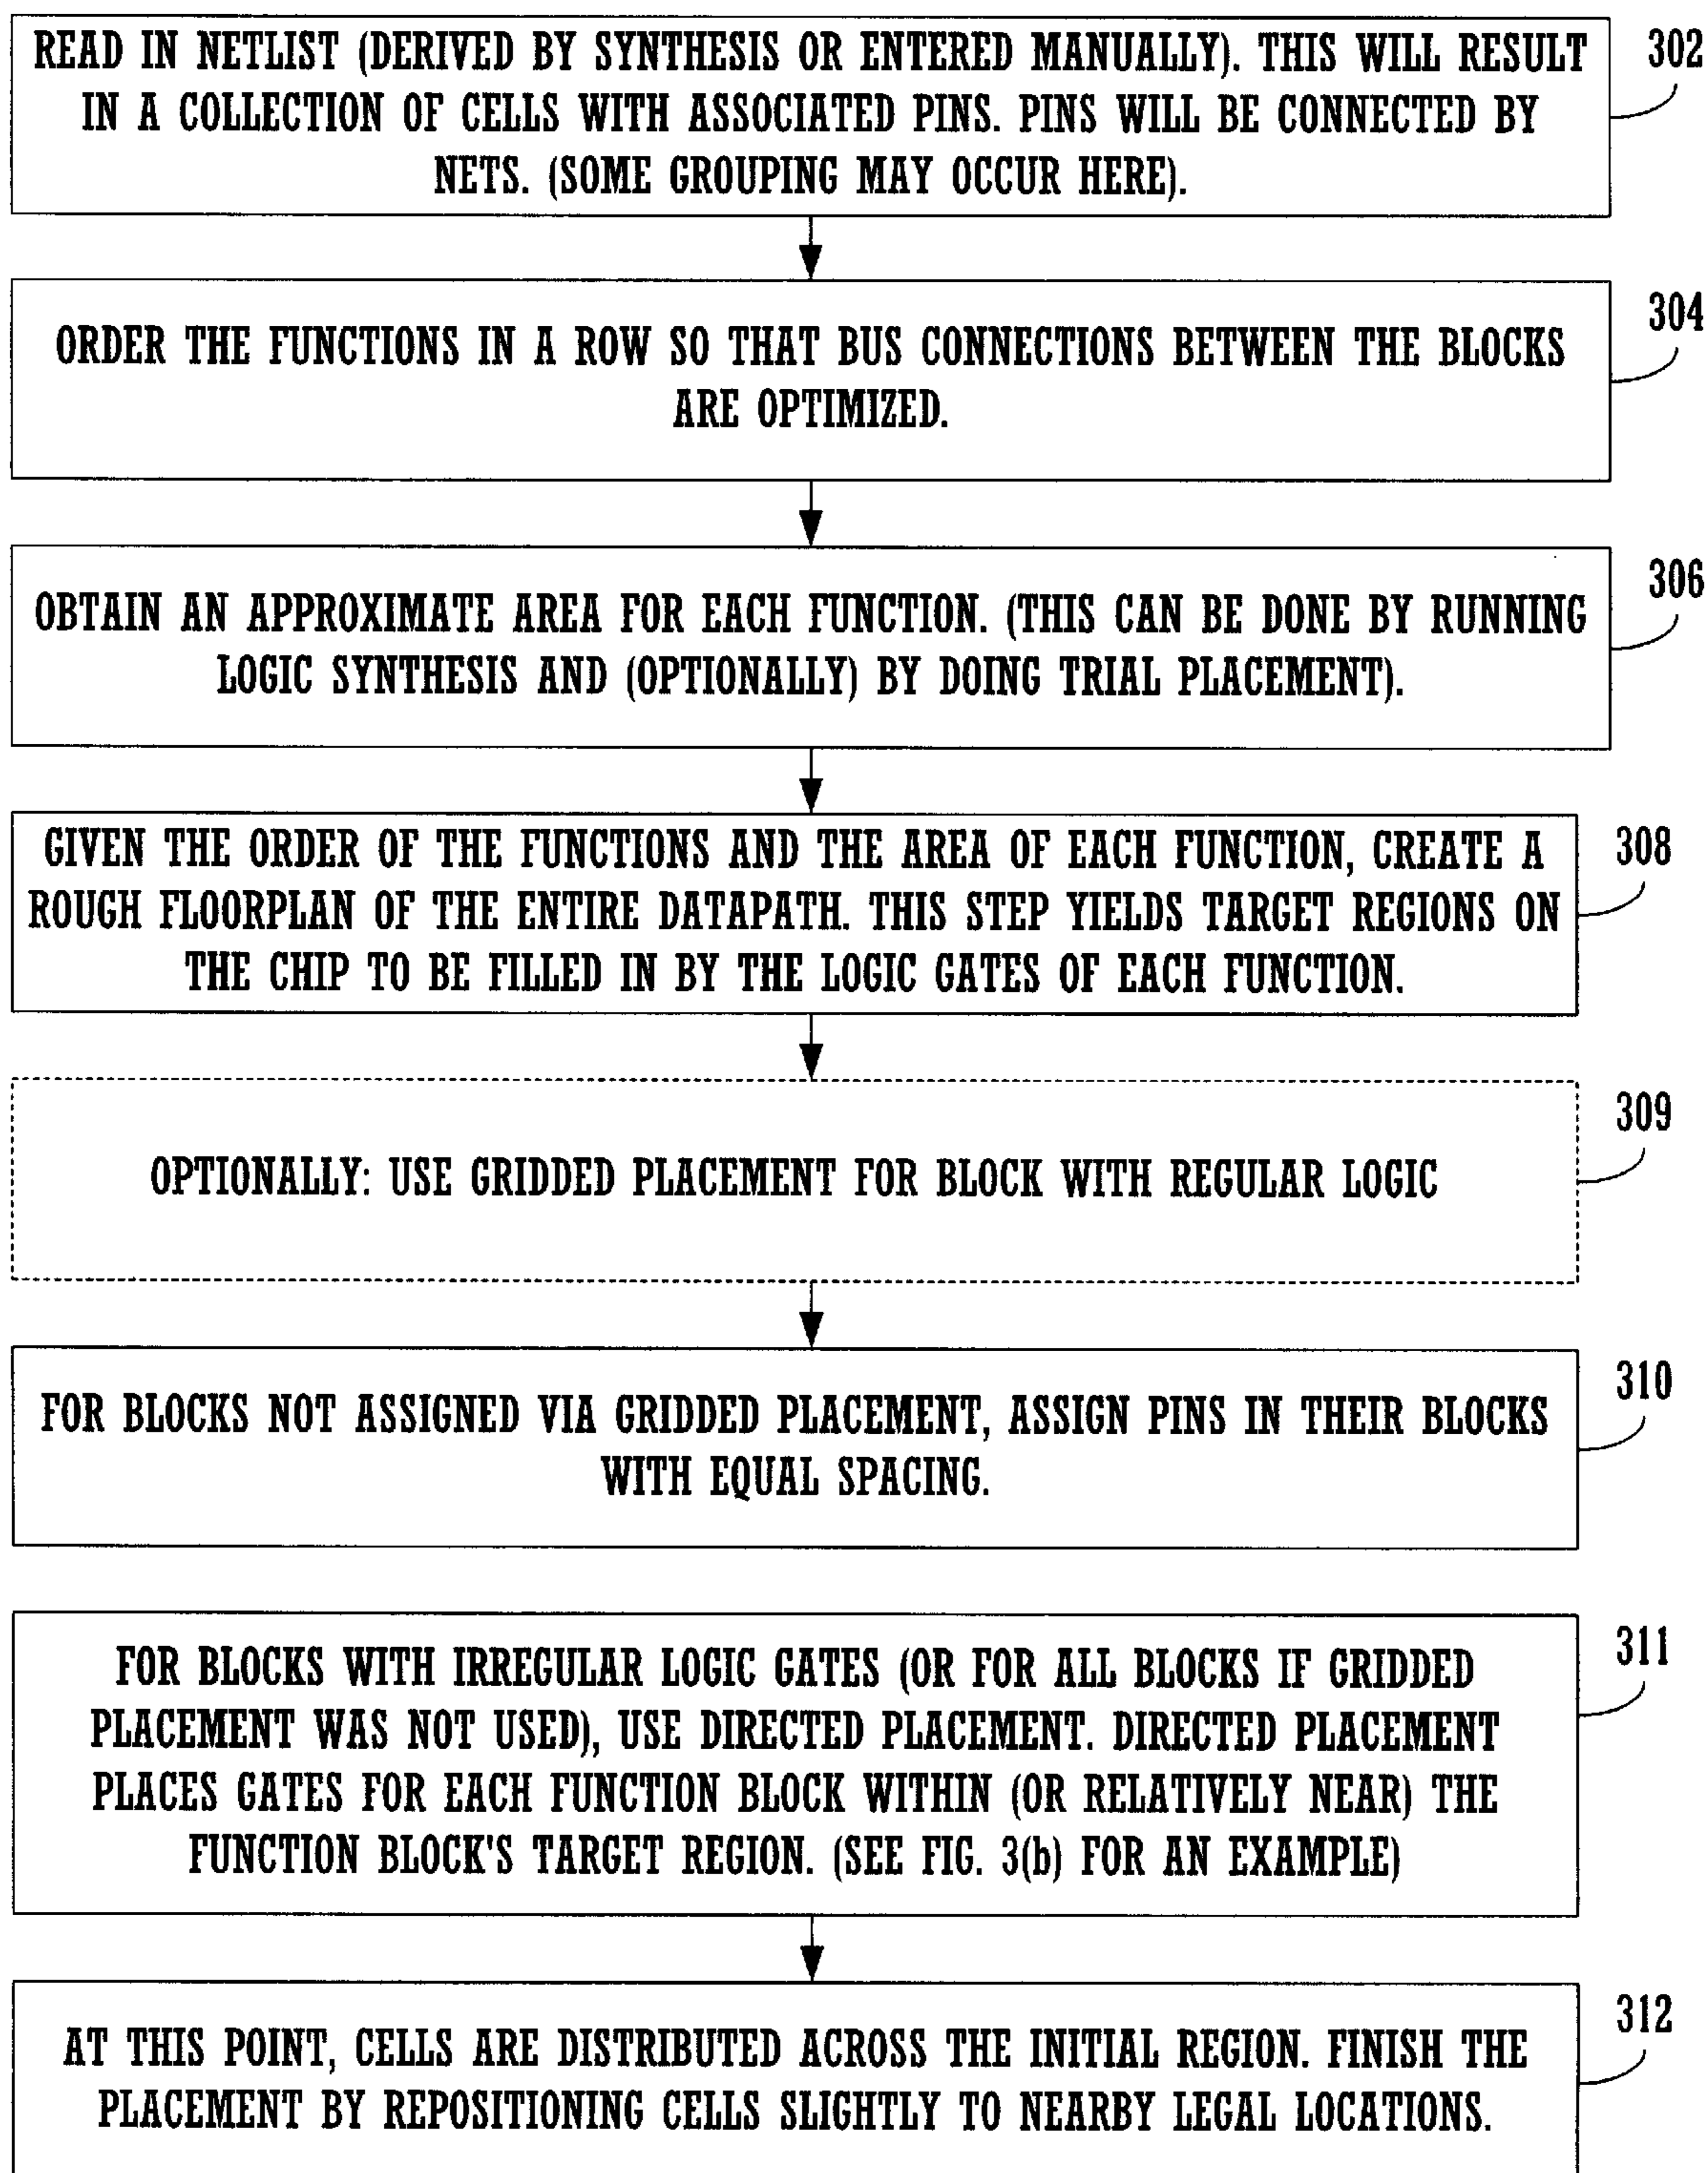 READ IN NETLIST (DERIVED BY SYNTHESIS OR ENTERED MANUALLY). THIS WILL RESULT
IN A COLLECTION OF CELLS WITH ASSOCIATED PINS. PINS WILL BE CONNECTED BY
NETS. (SOME GROUPING MAY OCCUR HERE).
302
ORDER THE FUNCTIONS IN A ROW SO THAT BUS CONNECTIONS BETWEEN THE BLOCKS
ARE OPTIMIZED.
304
OBTAIN AN APPROXIMATE AREA FOR EACH FUNCTION. (THIS CAN BE DONE BY RUNNING
LOGIC SYNTHESIS AND (OPTIONALLY) BY DOING TRIAL PLACEMENT).
306
GIVEN THE ORDER OF THE FUNCTIONS AND THE AREA OF EACH FUNCTION, CREATE A
ROUGH FLOORPLAN OF THE ENTIRE DATAPATH. THIS STEP YIELDS TARGET REGIONS ON
THE CHIP TO BE FILLED IN BY THE LOGIC GATES OF EACH FUNCTION.
308
OPTIONALLY: USE GRIDDED PLACEMENT FOR BLOCK WITH REGULAR LOGIC
309
FOR BLOCKS NOT ASSIGNED VIA GRIDDED PLACEMENT, ASSIGN PINS IN THEIR BLOCKS
WITH EQUAL SPACING.
310
FOR BLOCKS WITH IRREGULAR LOGIC GATES (OR FOR ALL BLOCKS IF GRIDDED
PLACEMENT WAS NOT USED), USE DIRECTED PLACEMENT. DIRECTED PLACEMENT
PLACES GATES FOR EACH FUNCTION BLOCK WITHIN (OR RELATIVELY NEAR) THE
FUNCTION BLOCK'S TARGET REGION. (SEE FIG. 3(b) FOR AN EXAMPLE)
311
AT THIS POINT, CELLS ARE DISTRIBUTED ACROSS THE INITIAL REGION. FINISH THE
PLACEMENT BY REPOSITIONING CELLS SLIGHTLY TO NEARBY LEGAL LOCATIONS.
312